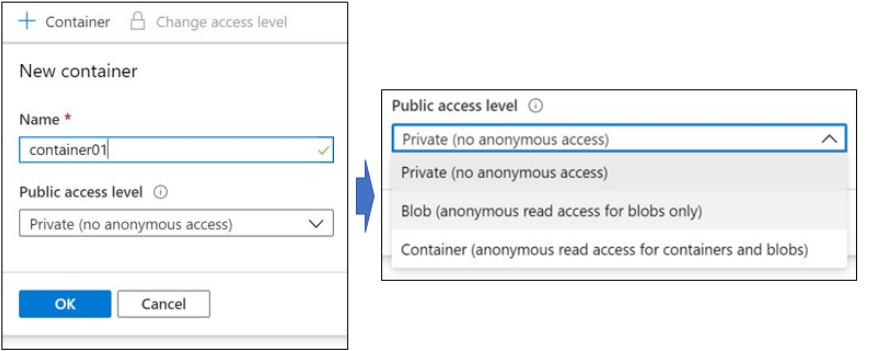 + Container Change access level
New container
Name *
container01
Public access level
Private (no anonymous access)
OK Cancel
Public access level
Private (no anonymous access)
Private (no anonymous access)
Blob (anonymous read access for blobs only)
Container (anonymous read access for containers and blobs)